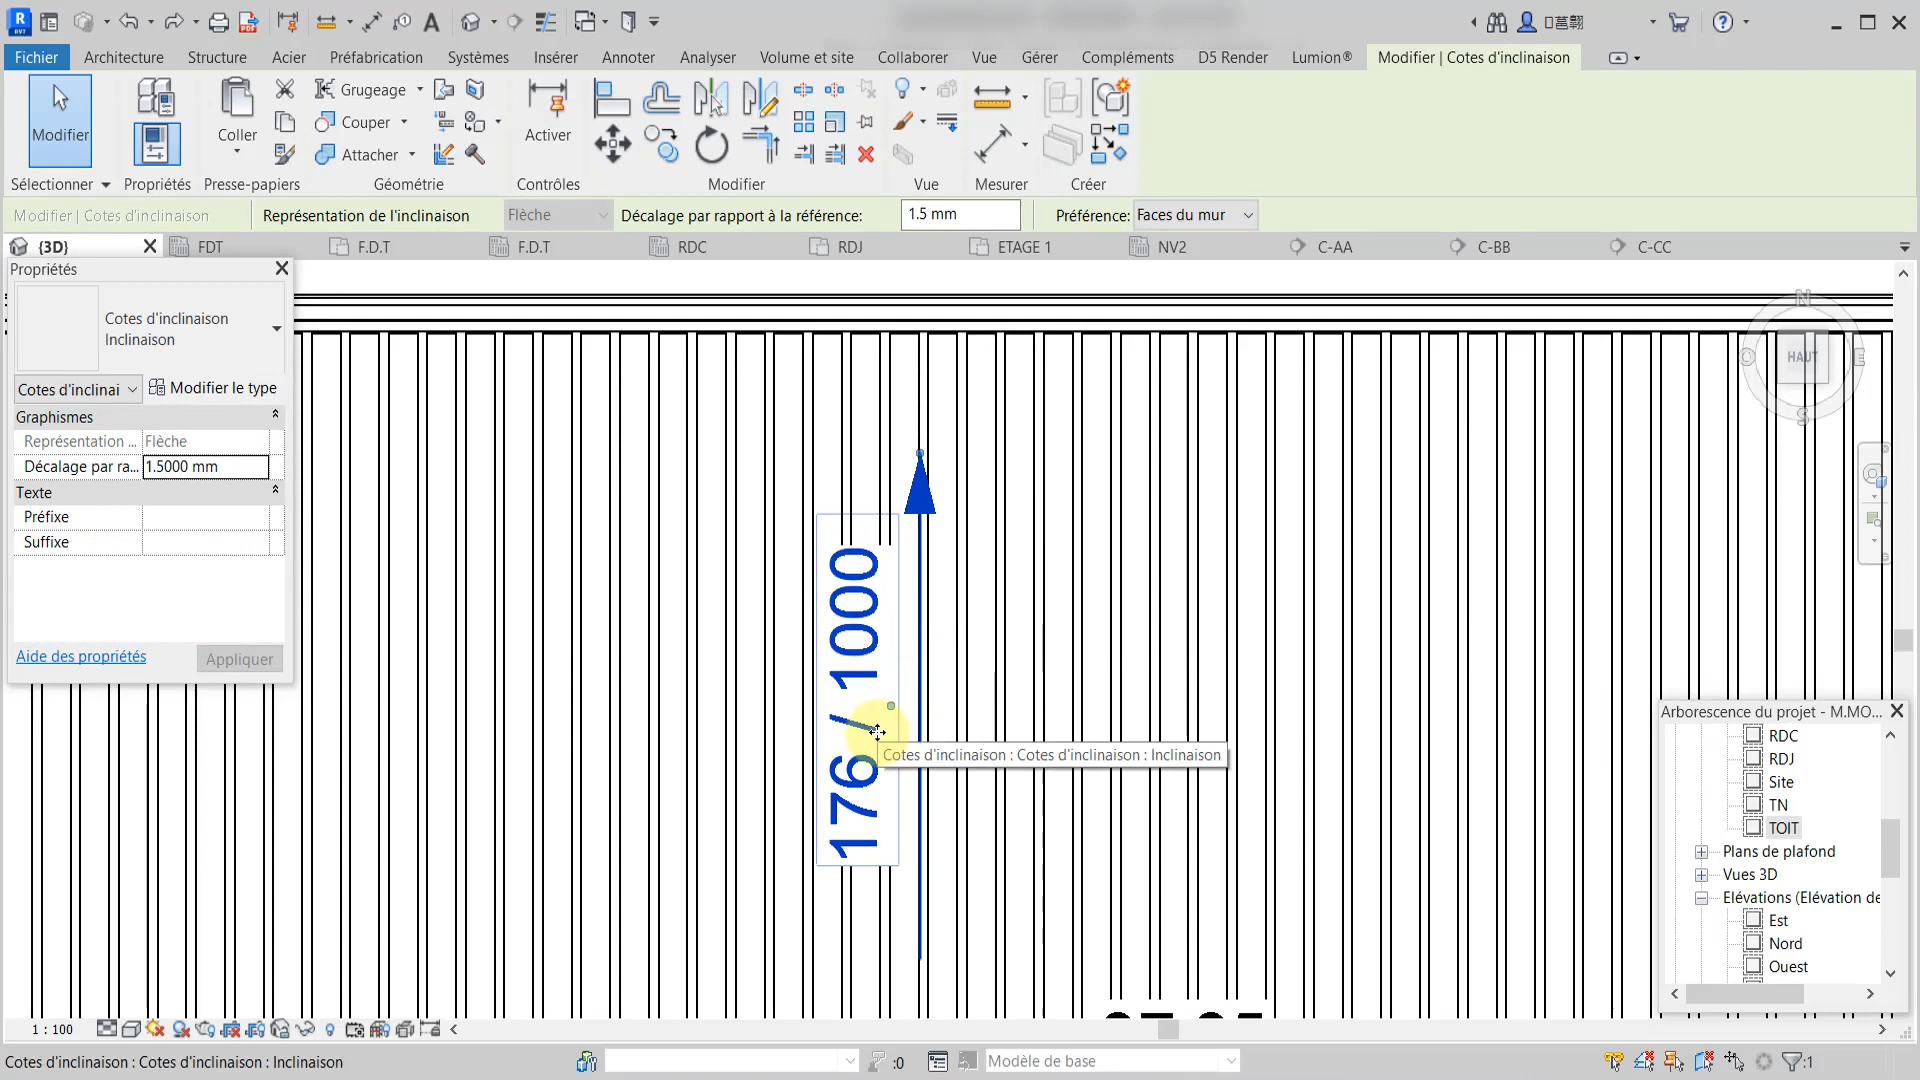 Fichier Architecture Structure Acier Préfabrication Systèmes Insérer Annoter Analyser Volume et site Collaborer Vue Gérer Compléments D5 Render Lumion® Modifier | Cotes d'inclinaison
Modifier
Coller
Grugeage
Couper
Attacher
Activer
Sélectionner Propriétés Presse-papiers Géométrie Contrôles Modifier Vue Mesurer Créer
Modifier | Cotes d'inclinaison Représentation de l'inclinaison Flèche Décalage par rapport à la référence: 1.5 mm Préférence: Faces du mur
{3D} FDT F.D.T F.D.T RDC RDJ ETAGE 1 NV2 C-AA C-BB C-CC
Propriétés
Cotes d'inclinaison
Inclinaison
Cotes d'inclinai Modifier le type
Graphismes
Représentation ... Flèche
Décalage par ra... 1.5000 mm
Texte
Préfixe
Suffixe
Aide des propriétés Appliquer
N
HAUT
O E
S
176 / 1000
Cotes d'inclinaison : Cotes d'inclinaison : Inclinaison
Arborescence du projet - M.MO...
RDC
RDJ
Site
TN
TOIT
Plans de plafond
Vues 3D
Elévations (Elévation de
Est
Nord
Ouest
1 : 100
Cotes d'inclinaison : Cotes d'inclinaison : Inclinaison :0 Modèle de base :1